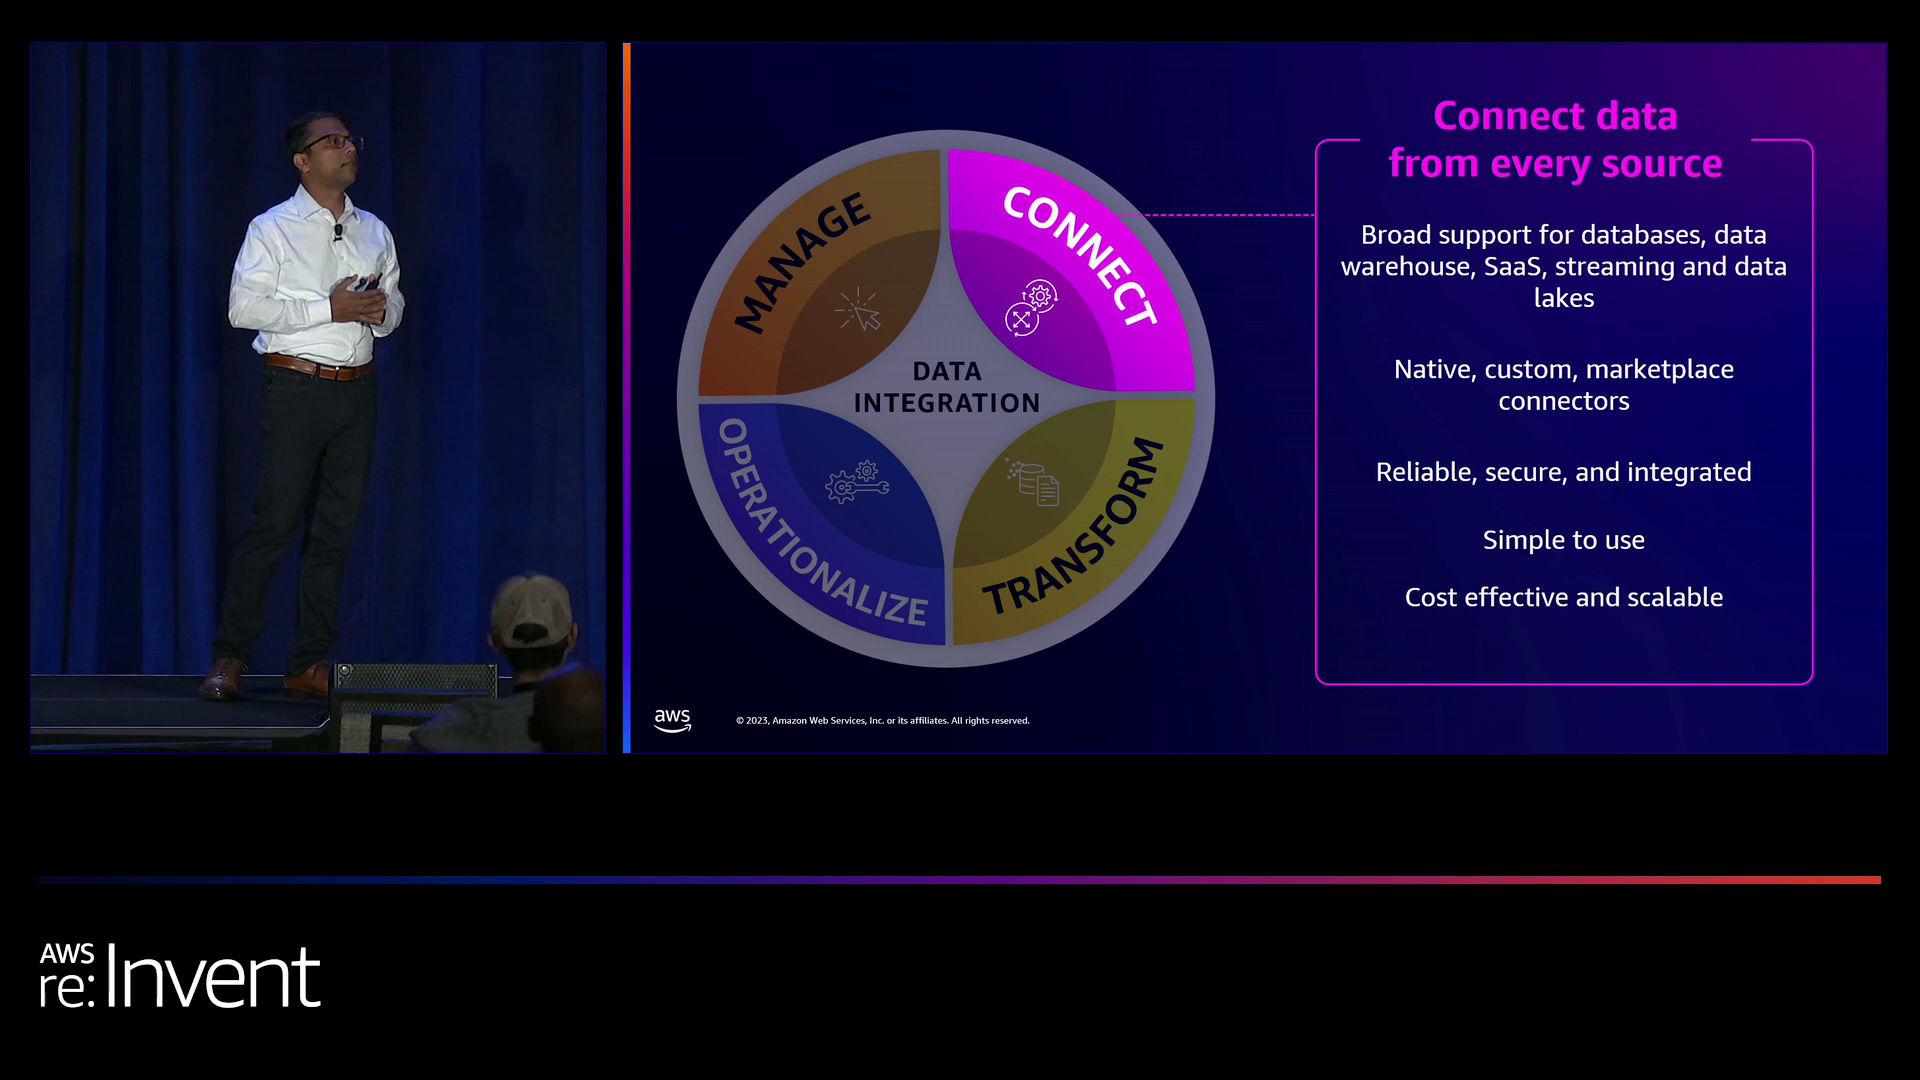 MANAGE
CONNECT
DATA
INTEGRATION
OPERATIONALIZE
TRANSFORM
Connect data
from every source
Broad support for databases, data
warehouse, SaaS, streaming and data
lakes
Native, custom, marketplace
connectors
Reliable, secure, and integrated
Simple to use
Cost effective and scalable
aws
© 2023, Amazon Web Services, Inc. or its affiliates. All rights reserved.
AWS
re:Invent